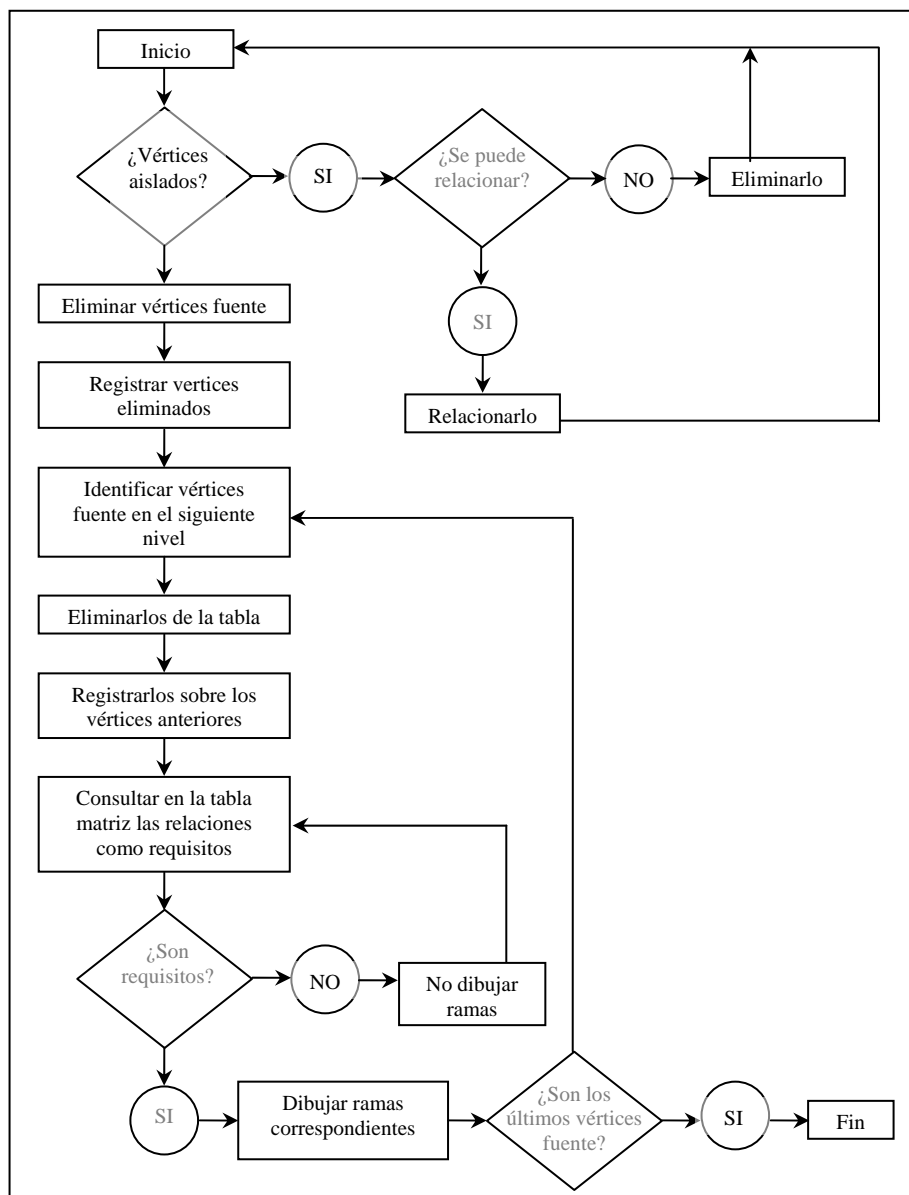 Inicio
¿Vértices
aislados?
SI
¿Se puede
relacionar?
NO
Eliminarlo
SI
Relacionarlo
Eliminar vértices fuente
Registrar vertices
eliminados
Identificar vértices
fuente en el siguiente
nivel
Eliminarlos de la tabla
Registrarlos sobre los
vértices anteriores
Consultar en la tabla
matriz las relaciones
como requisitos
¿Son
requisitos?
NO
No dibujar
ramas
SI
Dibujar ramas
correspondientes
¿Son los
últimos vértices
fuente?
SI
Fin